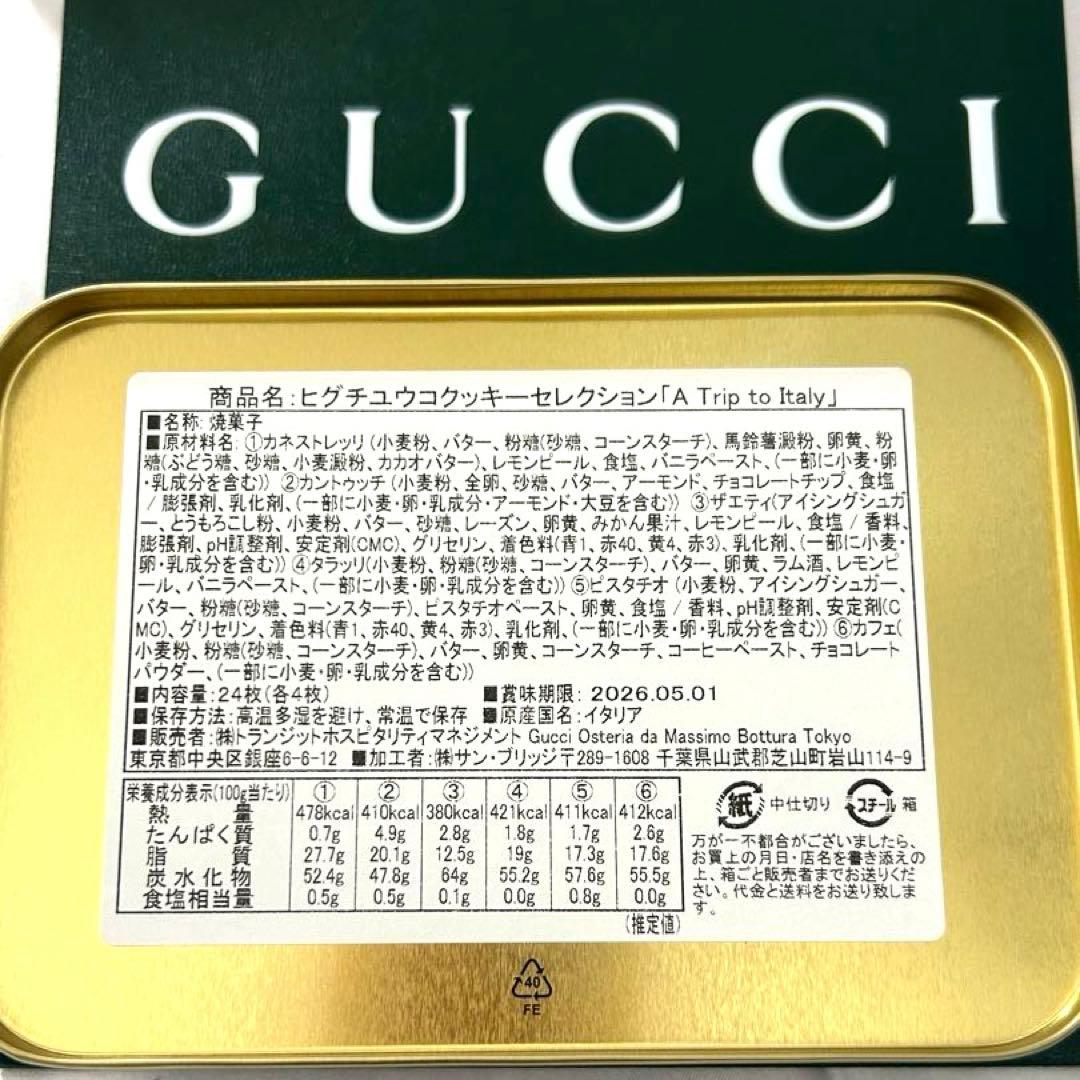 GUCCI
商品名:ヒグチユウコクッキーセレクション「A Trip to Italy」
■名称: 焼菓子
■原材料名: ①カネストレッリ (小麦粉、バター、粉糖(砂糖、コーンスターチ)、馬鈴薯澱粉、卵黄、粉
糖(ぶどう糖、砂糖、小麦澱粉、カカオバター)、レモンピール、食塩、バニラペースト、(一部に小麦・卵
・乳成分を含む)) ②カントゥッチ (小麦粉、全卵、砂糖、バター、アーモンド、チョコレートチップ、食塩
/ 膨張剤、乳化剤、(一部に小麦・卵・乳成分・アーモンド・大豆を含む)) ③ザエティ(アイシングシュガ
ー、とうもろこし粉、小麦粉、バター、砂糖、レーズン、卵黄、みかん果汁、レモンピール、食塩 / 香料、
膨張剤、pH調整剤、安定剤(CMC)、グリセリン、着色料(青1、赤40、黄4、赤3)、乳化剤、(一部に小麦・
卵・乳成分を含む)) ④タラッリ(小麦粉、粉糖(砂糖、コーンスターチ)、バター、卵黄、ラム酒、レモンピ
ール、バニラペースト、(一部に小麦・卵・乳成分を含む)) ⑤ピスタチオ (小麦粉、アイシングシュガー、
バター、粉糖(砂糖、コーンスターチ)、ピスタチオペースト、卵黄、食塩 / 香料、pH調整剤、安定剤(C
MC)、グリセリン、着色料(青1、赤40、黄4、赤3)、乳化剤、(一部に小麦・卵・乳成分を含む)) ⑥カフェ(
小麦粉、粉糖(砂糖、コーンスターチ)、バター、卵黄、コーンスターチ、コーヒーペースト、チョコレート
パウダー、(一部に小麦・卵・乳成分を含む))
■内容量:24枚(各4枚) ■賞味期限: 2026.05.01
■保存方法:高温多湿を避け、常温で保存 ■原産国名:イタリア
■販売者:㈱トランジットホスピタリティマネジメント Gucci Osteria da Massimo Bottura Tokyo
東京都中央区銀座6-6-12 ■加工者:㈱サン・ブリッジ〒289-1608 千葉県山武郡芝山町岩山114-9
栄養成分表示(100g当たり) ① ② ③ ④ ⑤ ⑥
熱量 478kcal 410kcal 380kcal 421kcal 411kcal 412kcal
たんぱく質 0.7g 4.9g 2.8g 1.8g 1.7g 2.6g
脂質 27.7g 20.1g 12.5g 19g 17.3g 17.6g
炭水化物 52.4g 47.8g 64g 55.2g 57.6g 55.5g
食塩相当量 0.5g 0.5g 0.1g 0.0g 0.8g 0.0g
(推定値)
紙 中仕切り スチール 箱
万が一不都合がございましたら、
お買上の月日・店名を書き添えの
上、箱ごと販売者までお送りくだ
さい。代金と送料をお送り致しま
す。
40
FE